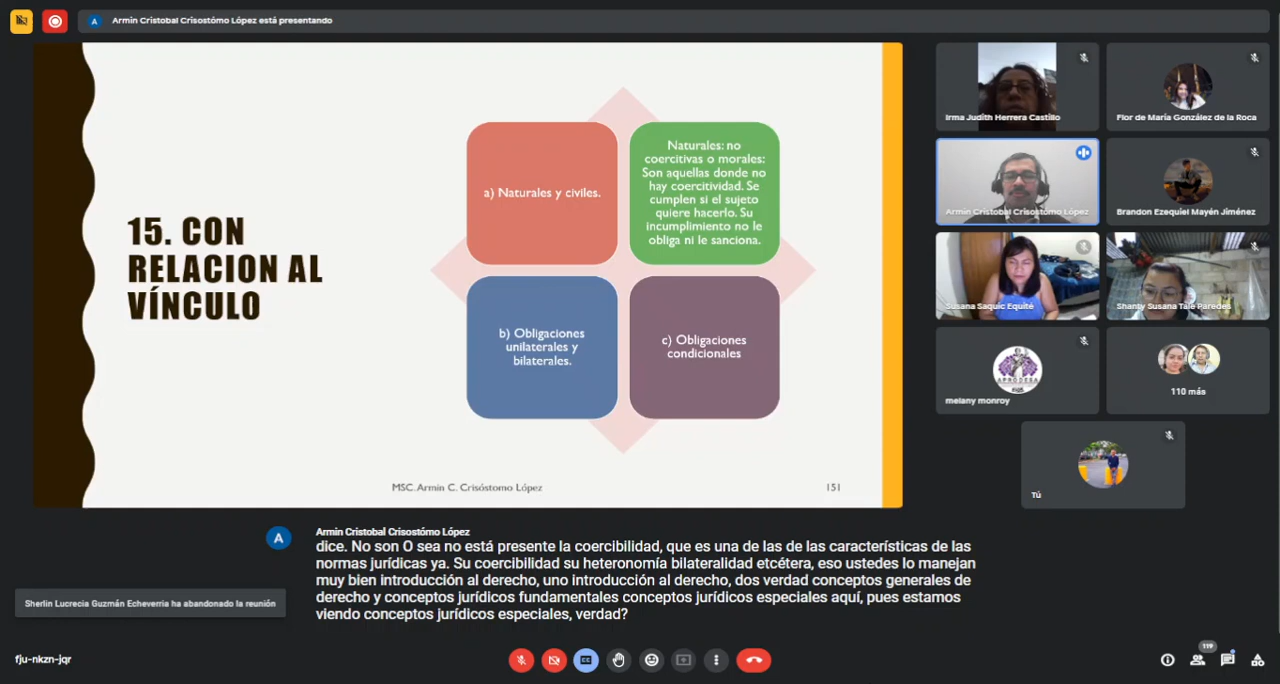 Armin Cristobal Crisostómo López está presentando
A
15. CON
RELACION AL
VÍNCULO
a) Naturales y civiles.
Naturales: no
coercitivas o morales:
Son aquellas donde no
hay coercitividad. Se
cumplen si el sujeto
quiere hacerlo. Su
incumplimiento no le
obliga ni le sanciona.
b) Obligaciones
unilaterales y
bilaterales.
c) Obligaciones
condicionales
MSC. Armin C. Crisóstomo López
151
Irma Judith Herrera Castillo
Flor de María González de la Roca
Armin Cristobal Crisostómo López
Brandon Ezequiel Mayén Jiménez
Susana Saquic Equité
Shanty Susana Tale Paredes
melany monroy
APRODESA
110 más
Tú
A
Armin Cristobal Crisostómo López
dice. No son O sea no está presente la coercibilidad, que es una de las de las características de las
normas jurídicas ya. Su coercibilidad su heteronomía bilateralidad etcétera, eso ustedes lo manejan
muy bien introducción al derecho, uno introducción al derecho, dos verdad conceptos generales de
derecho y conceptos jurídicos fundamentales conceptos jurídicos especiales aquí, pues estamos
viendo conceptos jurídicos especiales, verdad?
Sherlin Lucrecia Guzmán Echeverria ha abandonado la reunión
fju-nkzn-jqr
CC
119